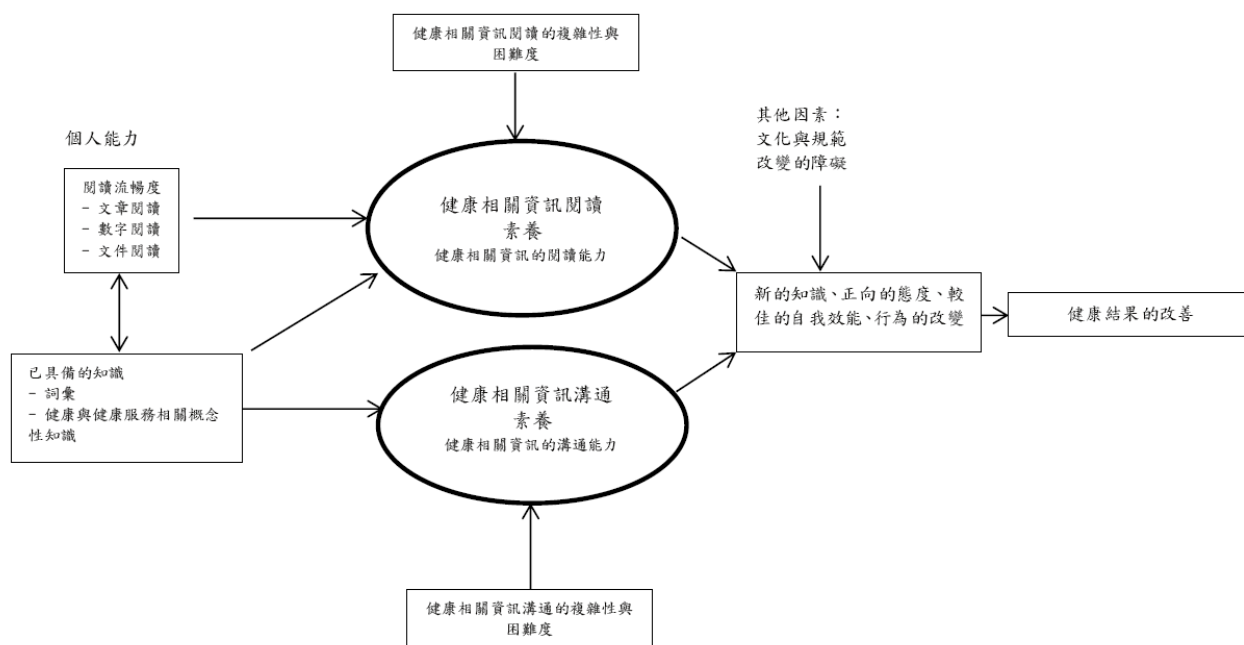 健康相關資訊閱讀的複雜性與
困難度
其他因素：
文化與規範
改變的障礙
個人能力
閱讀流暢度
- 文章閱讀
- 數字閱讀
- 文件閱讀
健康相關資訊閱讀
素養
健康相關資訊的閱讀能力
新的知識、正向的態度、較
佳的自我效能、行為的改變
健康結果的改善
已具備的知識
- 詞彙
- 健康與健康服務相關概念
性知識
健康相關資訊溝通
素養
健康相關資訊的溝通能力
健康相關資訊溝通的複雜性與
困難度